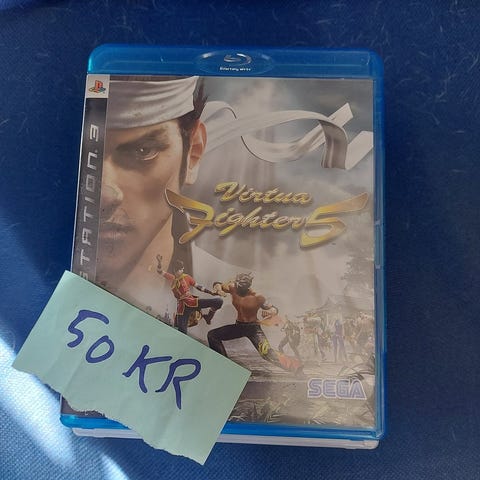 Blu-ray Disc
STATION 3
Virtua
Fighter 5
50 KR
SEGA